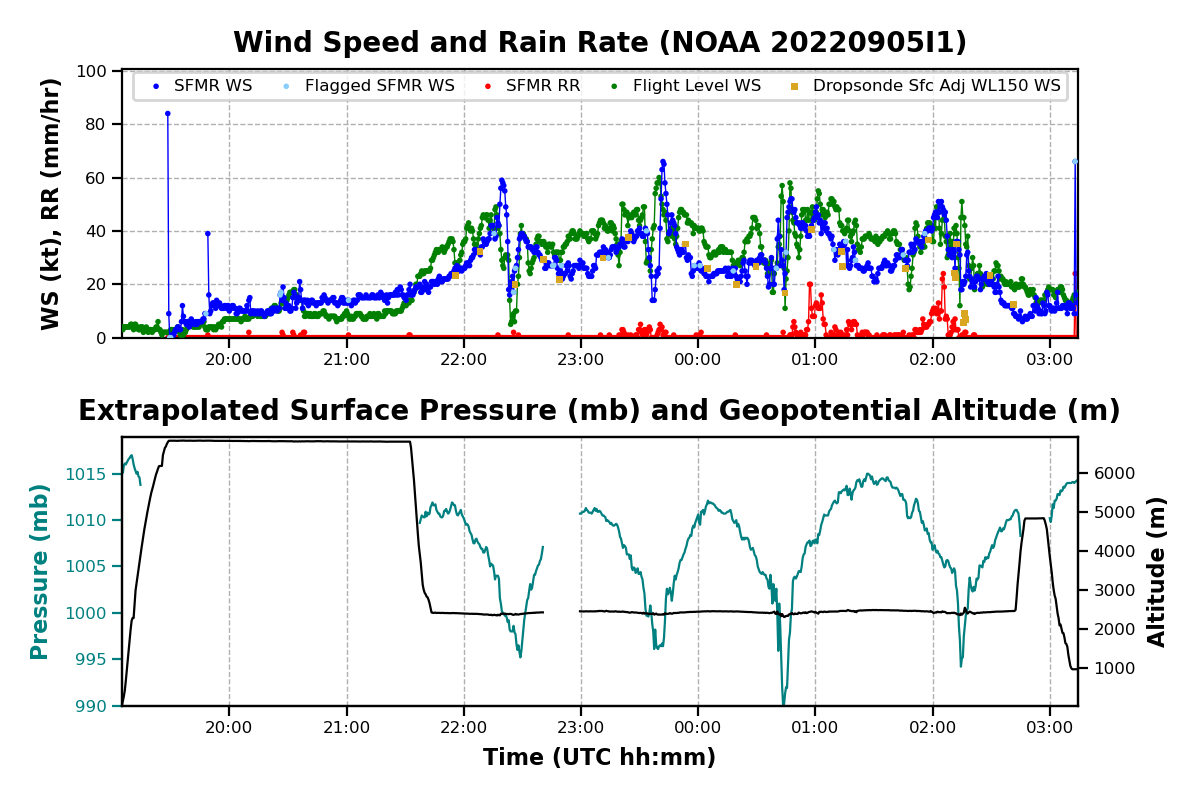 Wind Speed and Rain Rate (NOAA 20220905I1)
WS (kt), RR (mm/hr)
100
80
60
40
20
0
SFMR WS Flagged SFMR WS SFMR RR Flight Level WS Dropsonde Sfc Adj WL150 WS
20:00 21:00 22:00 23:00 00:00 01:00 02:00 03:00
Extrapolated Surface Pressure (mb) and Geopotential Altitude (m)
Pressure (mb)
1015
1010
1005
1000
995
990
6000
5000
4000
3000
2000
1000
Altitude (m)
20:00 21:00 22:00 23:00 00:00 01:00 02:00 03:00
Time (UTC hh:mm)